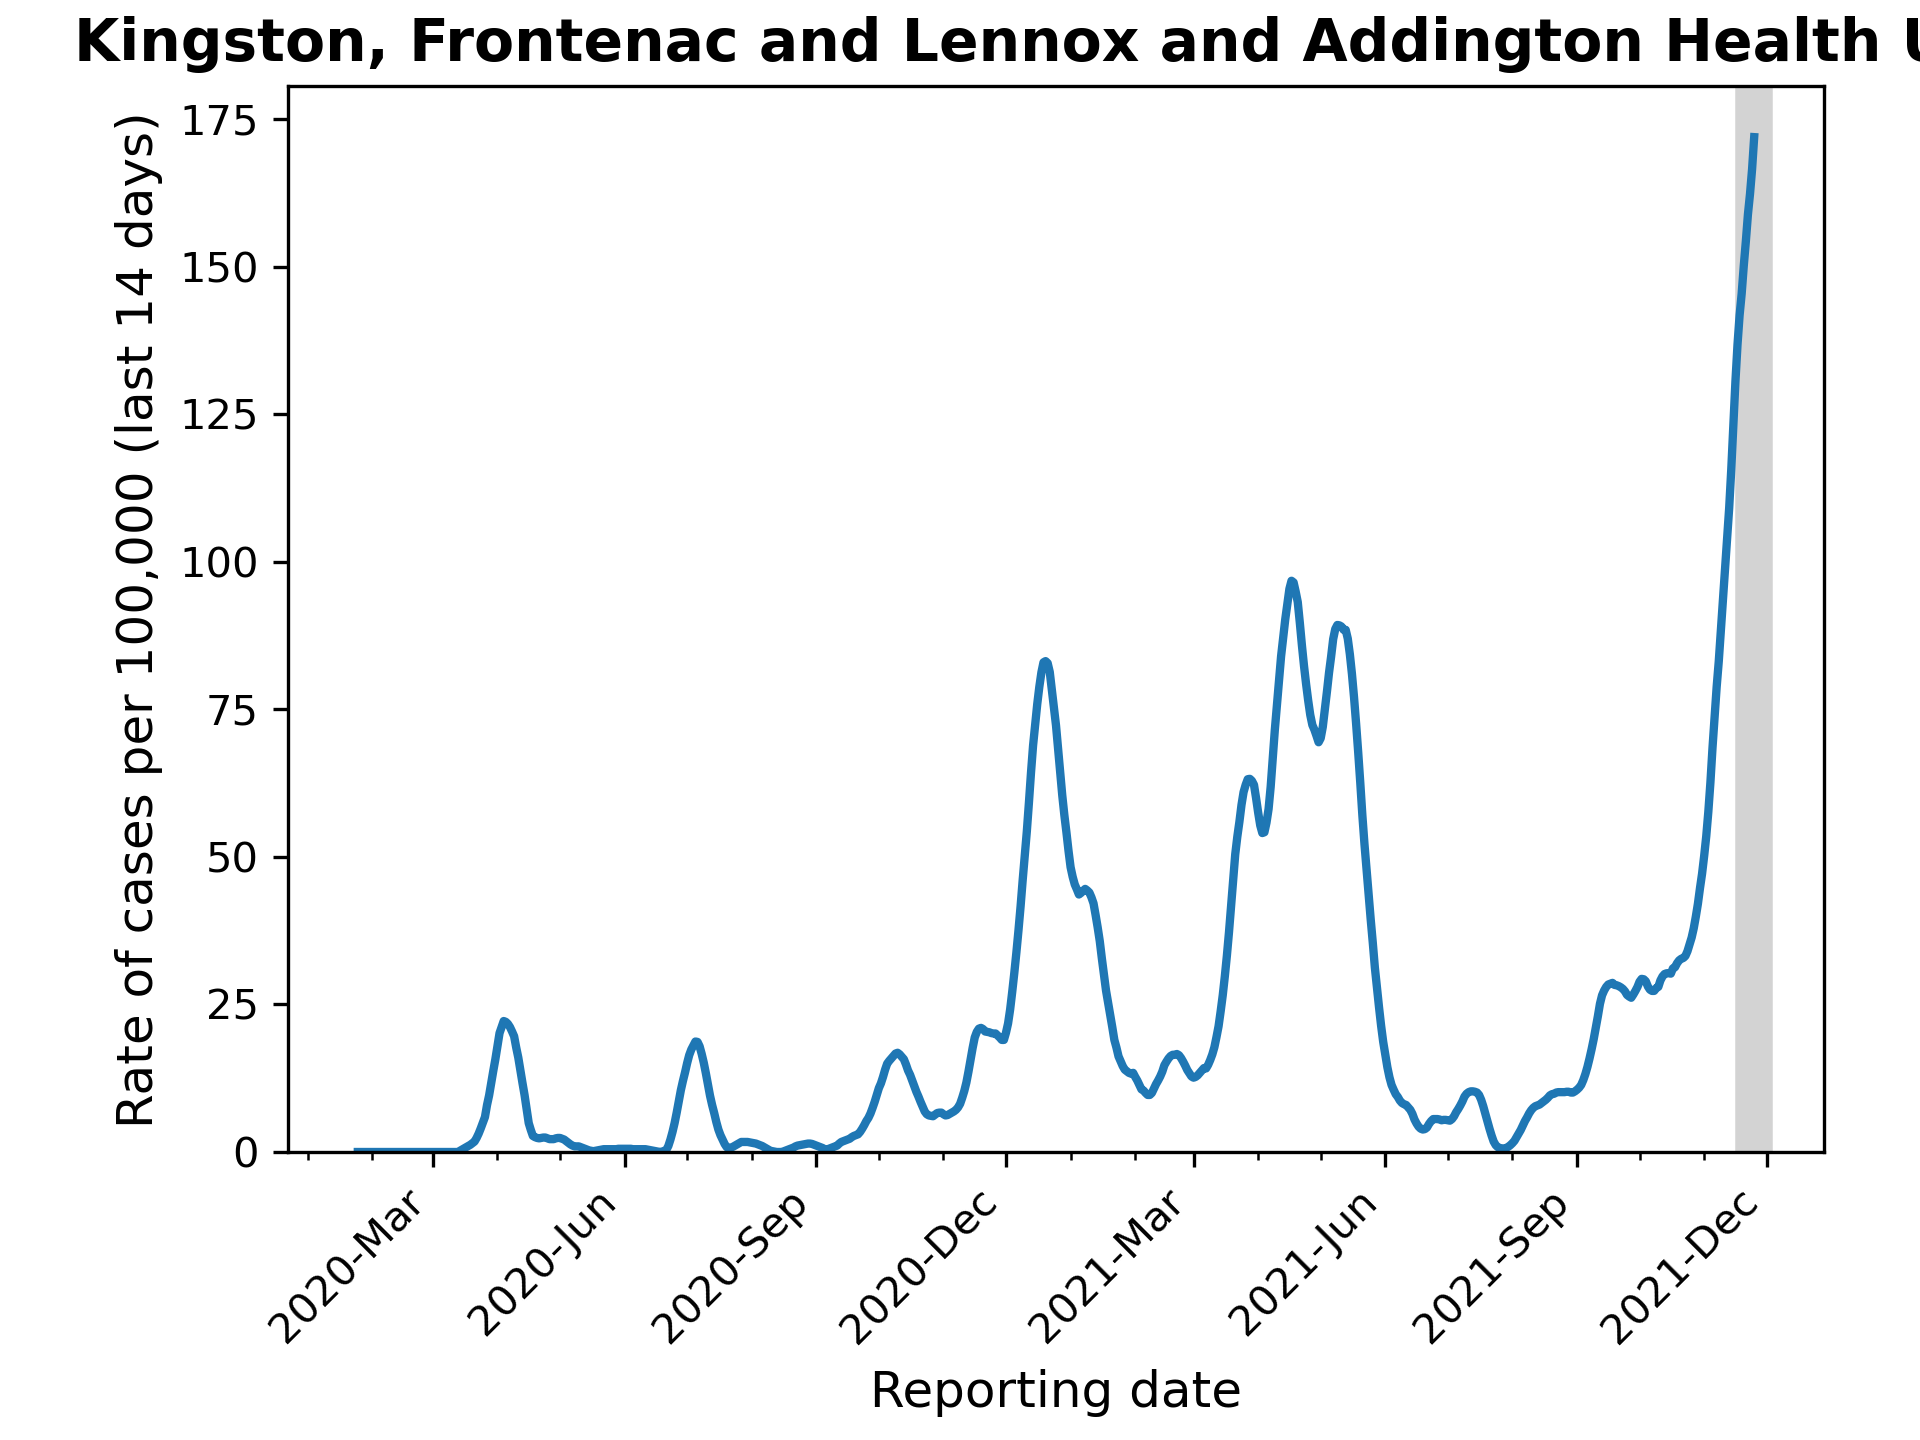 Kingston, Frontenac and Lennox and Addington Health
Rate of cases per 100,000 (last 14 days)
175
150
125
100
75
50
25
0
2020-Mar
2020-Jun
2020-Sep
2020-Dec
2021-Mar
2021-Jun
2021-Sep
2021-Dec
Reporting date